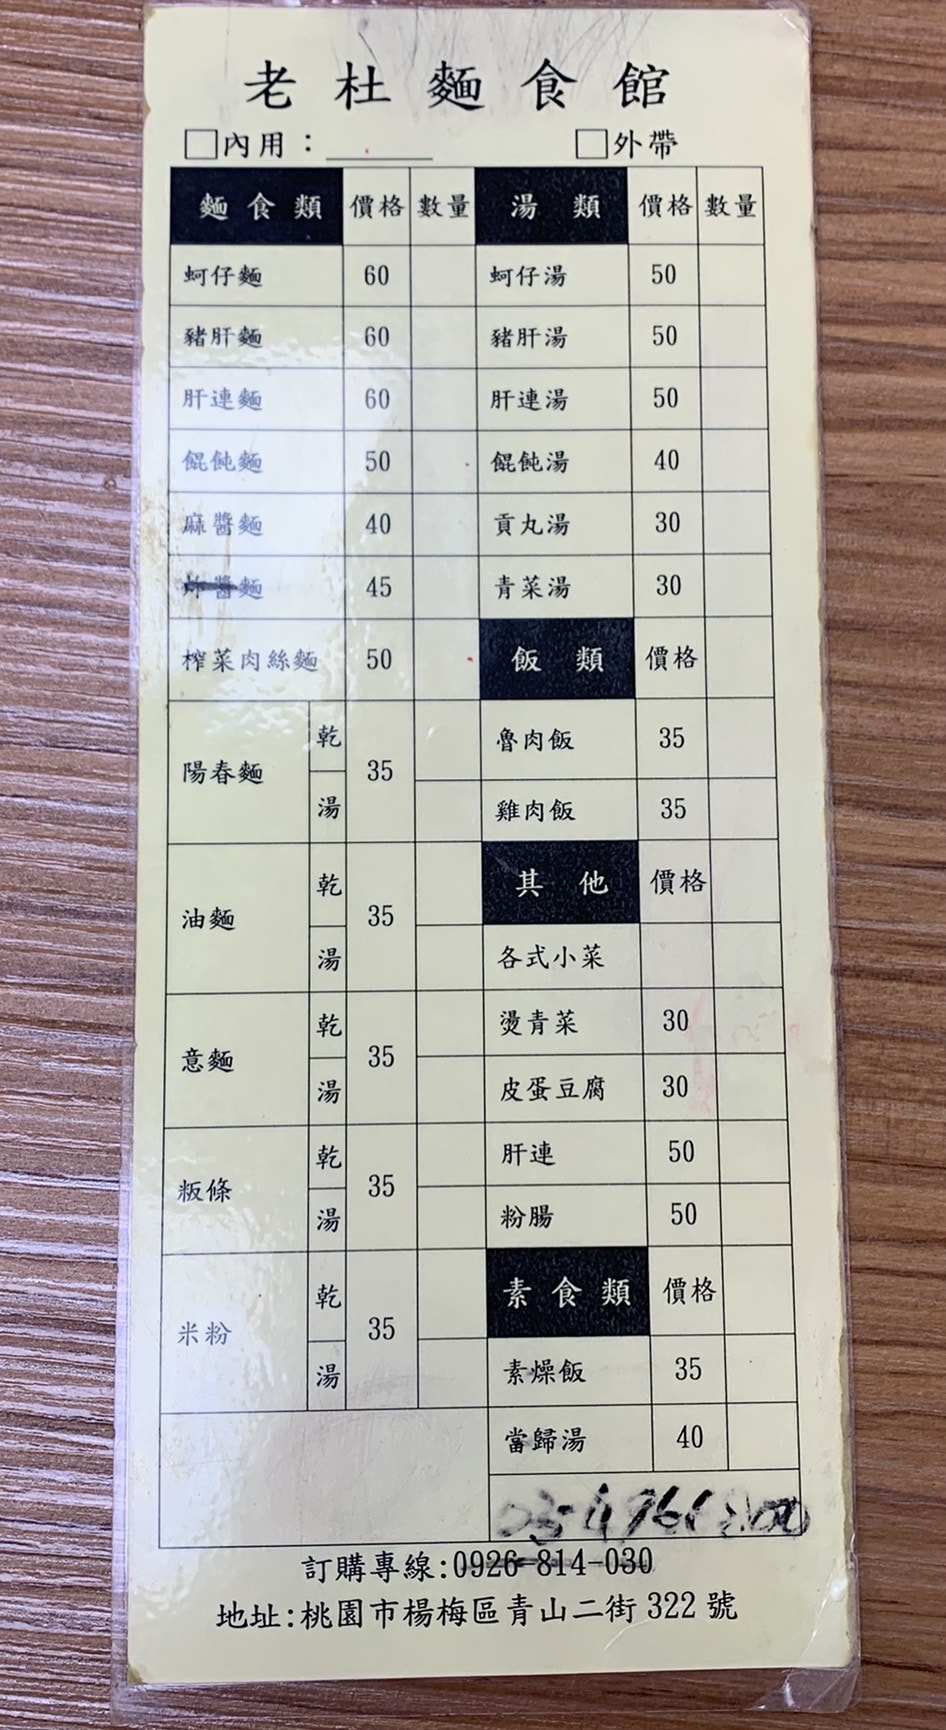 老杜麵食館
□內用：______ □外帶
麵食類 價格 數量 湯類 價格 數量
蚵仔麵 60 蚵仔湯 50
豬肝麵 60 豬肝湯 50
肝連麵 60 肝連湯 50
餛飩麵 50 餛飩湯 40
麻醬麵 40 貢丸湯 30
炸醬麵 45 青菜湯 30
榨菜肉絲麵 50 飯類 價格
陽春麵 乾 湯 35 魯肉飯 35
雞肉飯 35
油麵 乾 湯 35 其他 價格
各式小菜
意麵 乾 湯 35 燙青菜 30
皮蛋豆腐 30
粄條 乾 湯 35 肝連 50
粉腸 50
米粉 乾 湯 35 素食類 價格
素燥飯 35
當歸湯 40
訂購專線:0926-814-030
地址:桃園市楊梅區青山二街322號